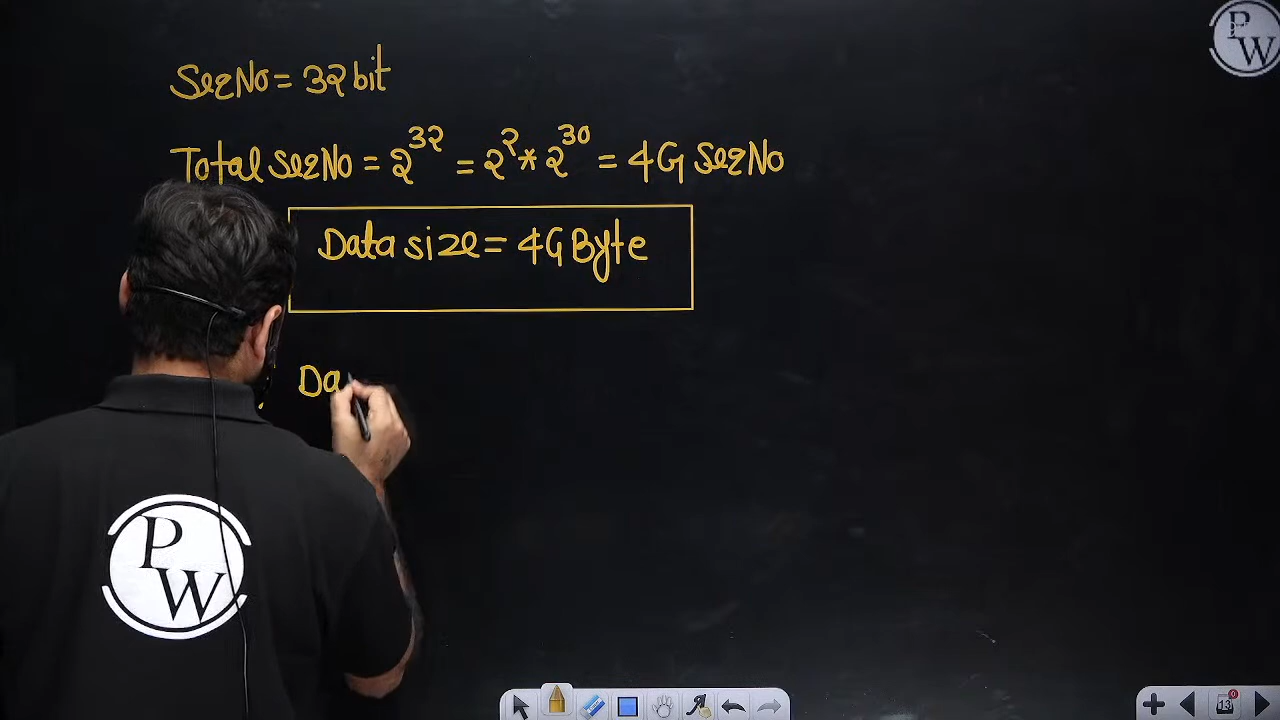 PW
SeqNo = 32 bit
Total SeqNo = 2^32 = 2^2 * 2^30 = 4G SeqNo
Data size = 4G Byte
Da
PW
13